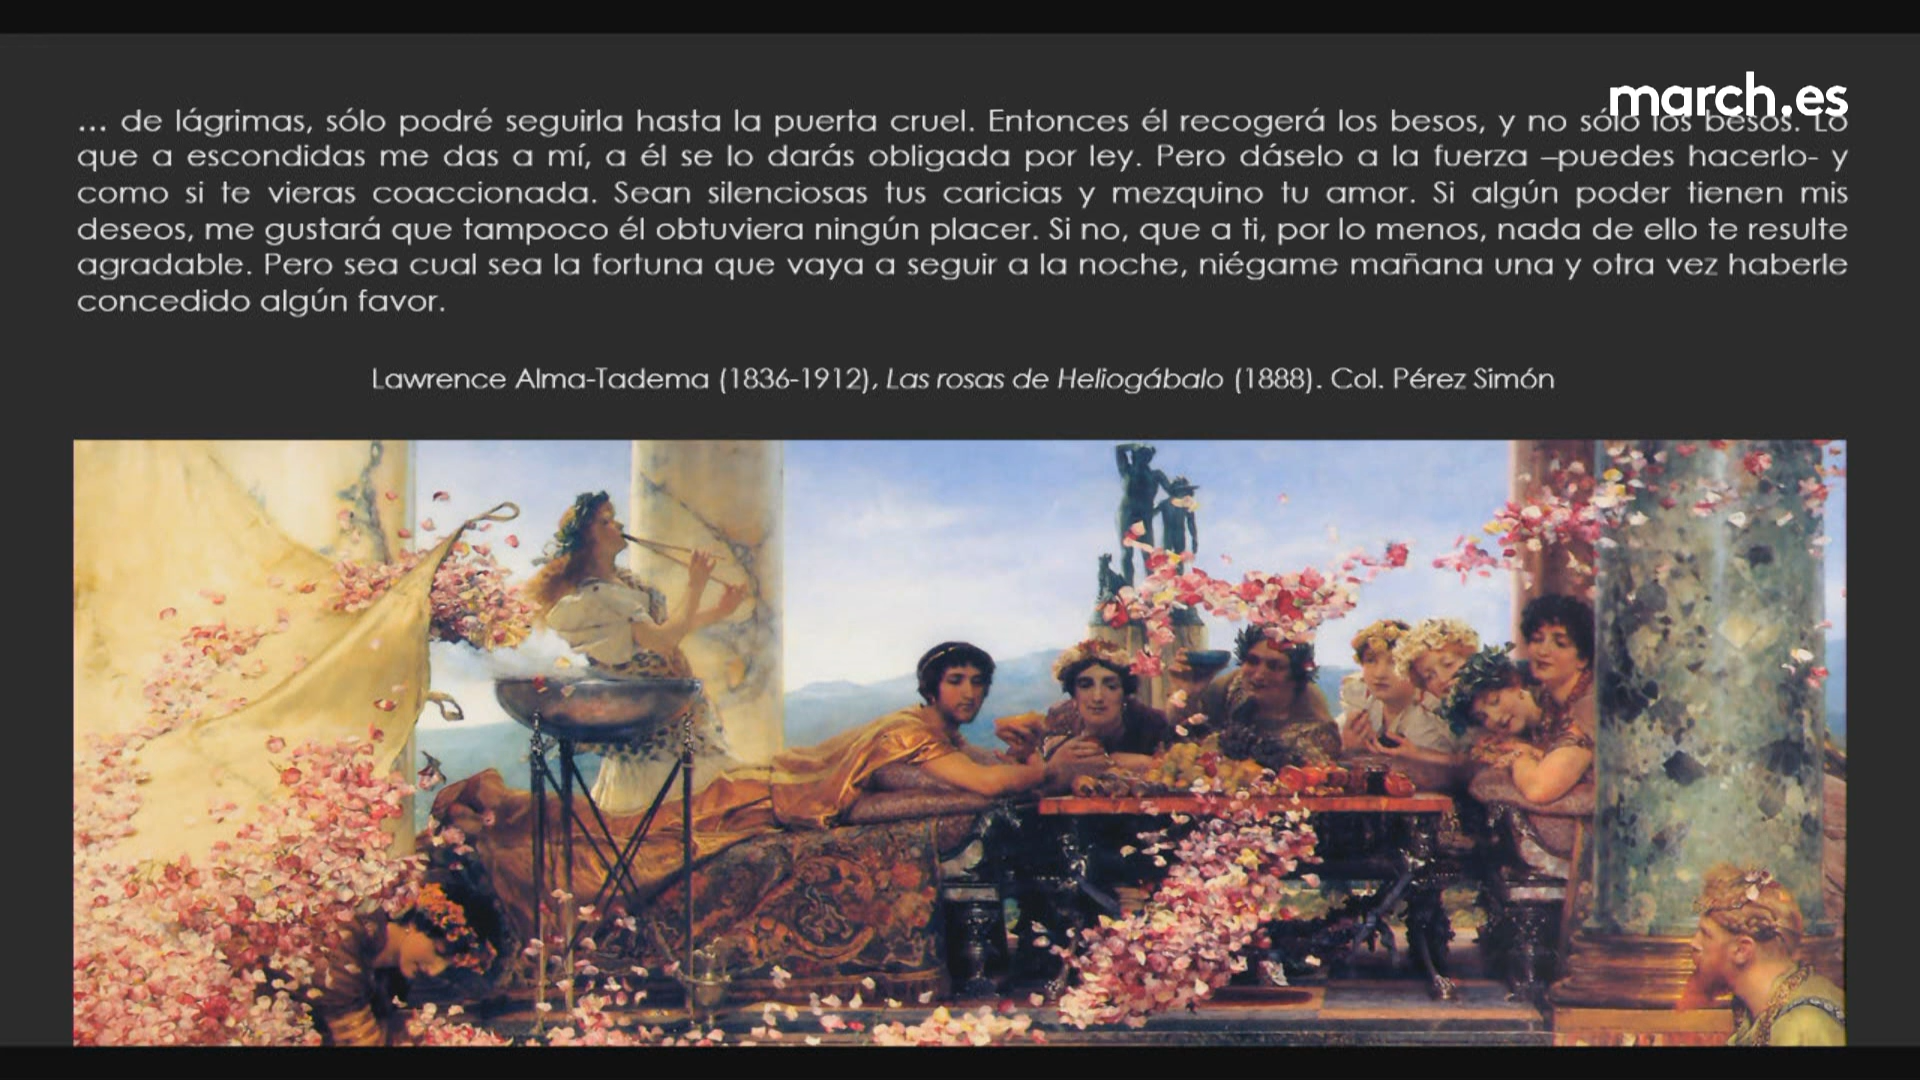 march.es
... de lágrimas, sólo podré seguirla hasta la puerta cruel. Entonces él recogerá los besos, y no sólo los besos. Lo
que a escondidas me das a mí, a él se lo darás obligada por ley. Pero dáselo a la fuerza –puedes hacerlo- y
como si te vieras coaccionada. Sean silenciosas tus caricias y mezquino tu amor. Si algún poder tienen mis
deseos, me gustará que tampoco él obtuviera ningún placer. Si no, que a ti, por lo menos, nada de ello te resulte
agradable. Pero sea cual sea la fortuna que vaya a seguir a la noche, niégame mañana una y otra vez haberle
concedido algún favor.
Lawrence Alma-Tadema (1836-1912), Las rosas de Heliogábalo (1888). Col. Pérez Simón